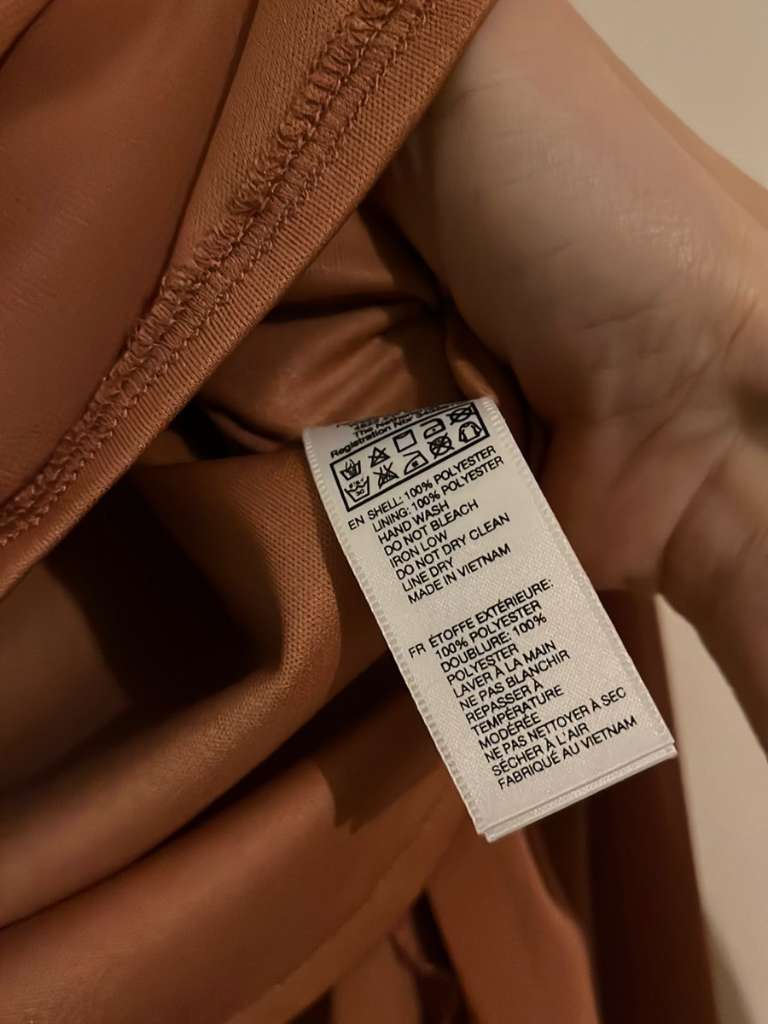 The N
Registration N
EN SHELL: 100% POLYESTER
LINING: 100% POLYESTER
HAND WASH
DO NOT BLEACH
IRON LOW
DO NOT DRY CLEAN
LINE DRY
MADE IN VIETNAM
FR ÉTOFFE EXTÉRIEURE:
100% POLYESTER
DOUBLURE: 100%
POLYESTER
LAVER À LA MAIN
NE PAS BLANCHIR
REPASSER À
TEMPÉRATURE
MODÉRÉE
NE PAS NETTOYER À SEC
SÉCHER À L'AIR
FABRIQUÉ AU VIETNAM